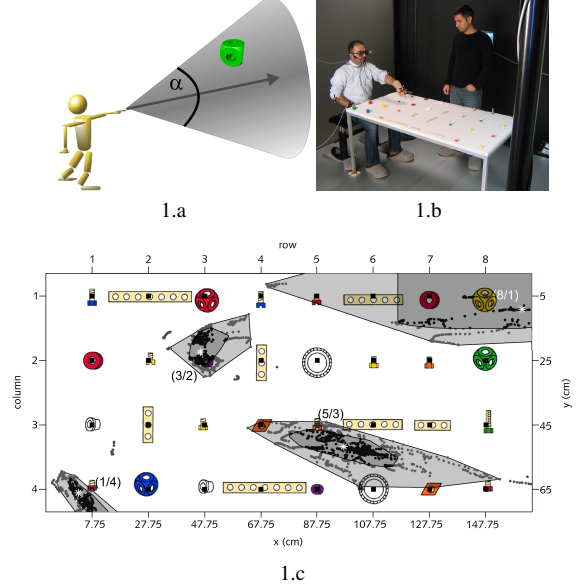 α
1.a
1.b
row
1 2 3 4 5 6 7 8
column
1
2
3
4
(8/1)
(3/2)
(5/3)
(1/4)
5
25
45
65
y (cm)
7.75 27.75 47.75 67.75 87.75 107.75 127.75 147.75
x (cm)
1.c